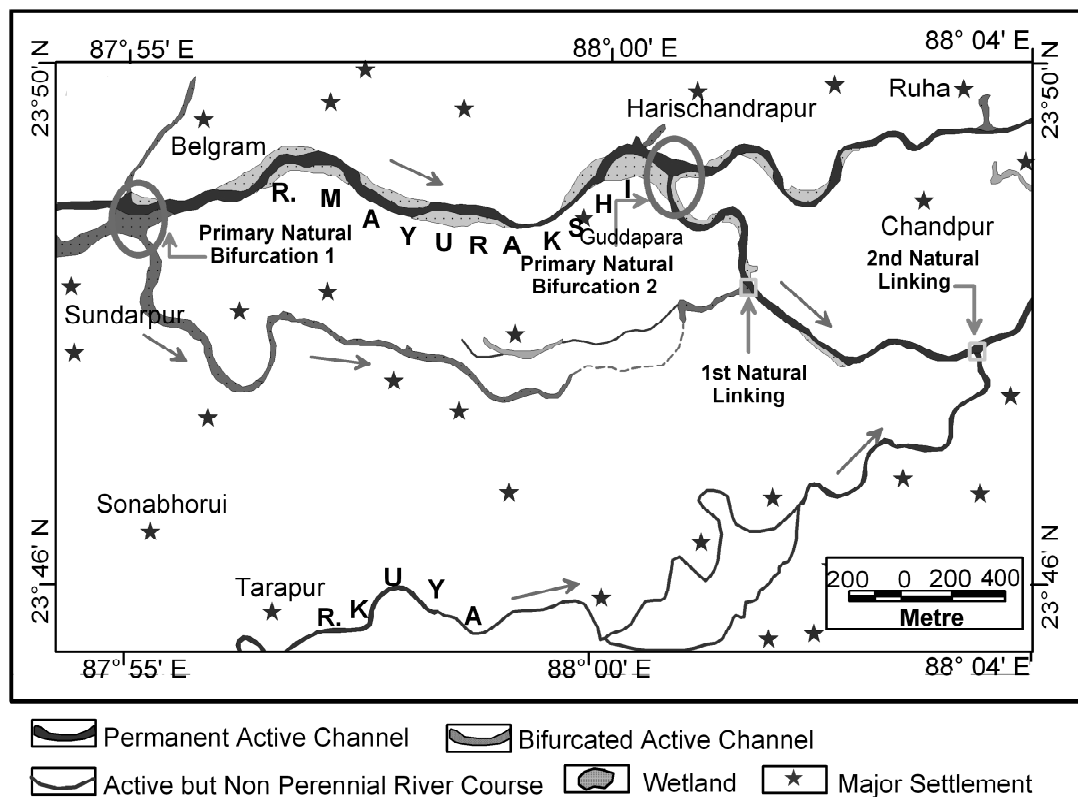 87° 55' E
88° 00' E
88° 04' E
23°50' N
23°50' N
Ruha
Harischandrapur
Belgram
R. MAYURAKSHI
Chandpur
Guddapara
Primary Natural
Bifurcation 1
Primary Natural
Bifurcation 2
2nd Natural
Linking
Sundarpur
1st Natural
Linking
Sonabhorui
Tarapur
R. KUYA
23° 46' N
23° 46' N
200 0 200 400
Metre
87° 55' E
88° 00' E
88° 04' E
Permanent Active Channel
Bifurcated Active Channel
Active but Non Perennial River Course
Wetland
Major Settlement